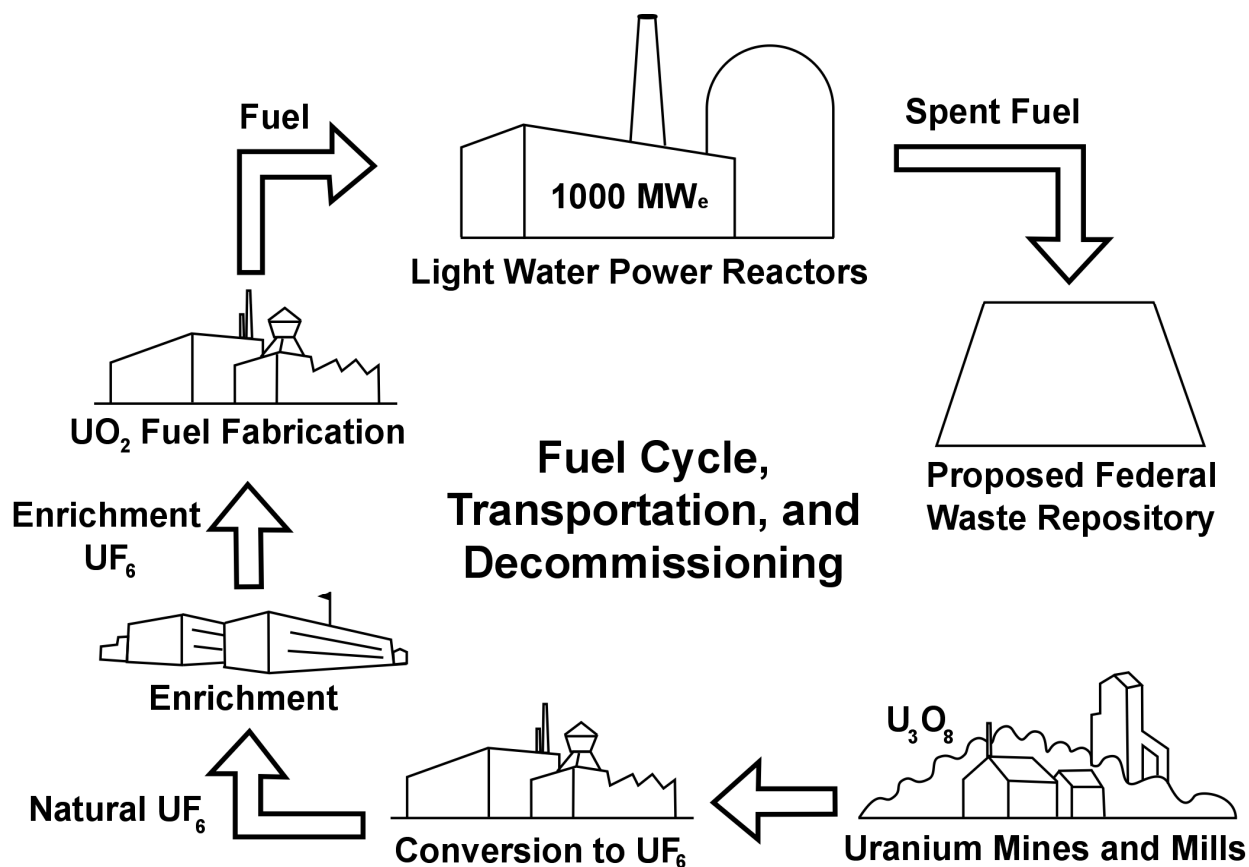 Fuel
Spent Fuel
1000 MWe
Light Water Power Reactors
UO₂ Fuel Fabrication
Fuel Cycle,
Transportation, and
Decommissioning
Proposed Federal
Waste Repository
Enrichment
UF₆
Enrichment
U₃O₈
Natural UF₆
Conversion to UF₆
Uranium Mines and Mills